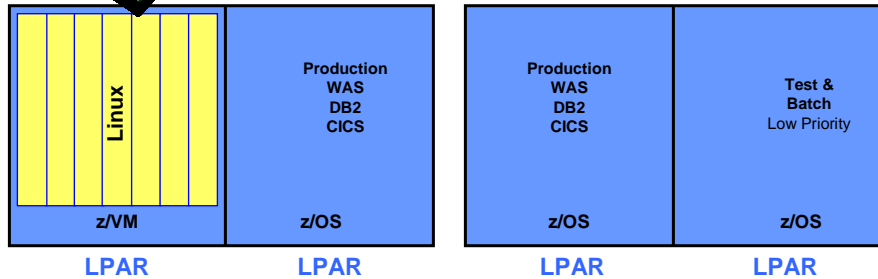 Linux
z/VM
LPAR
Production
WAS
DB2
CICS
z/OS
LPAR
Production
WAS
DB2
CICS
z/OS
LPAR
Test &
Batch
Low Priority
z/OS
LPAR